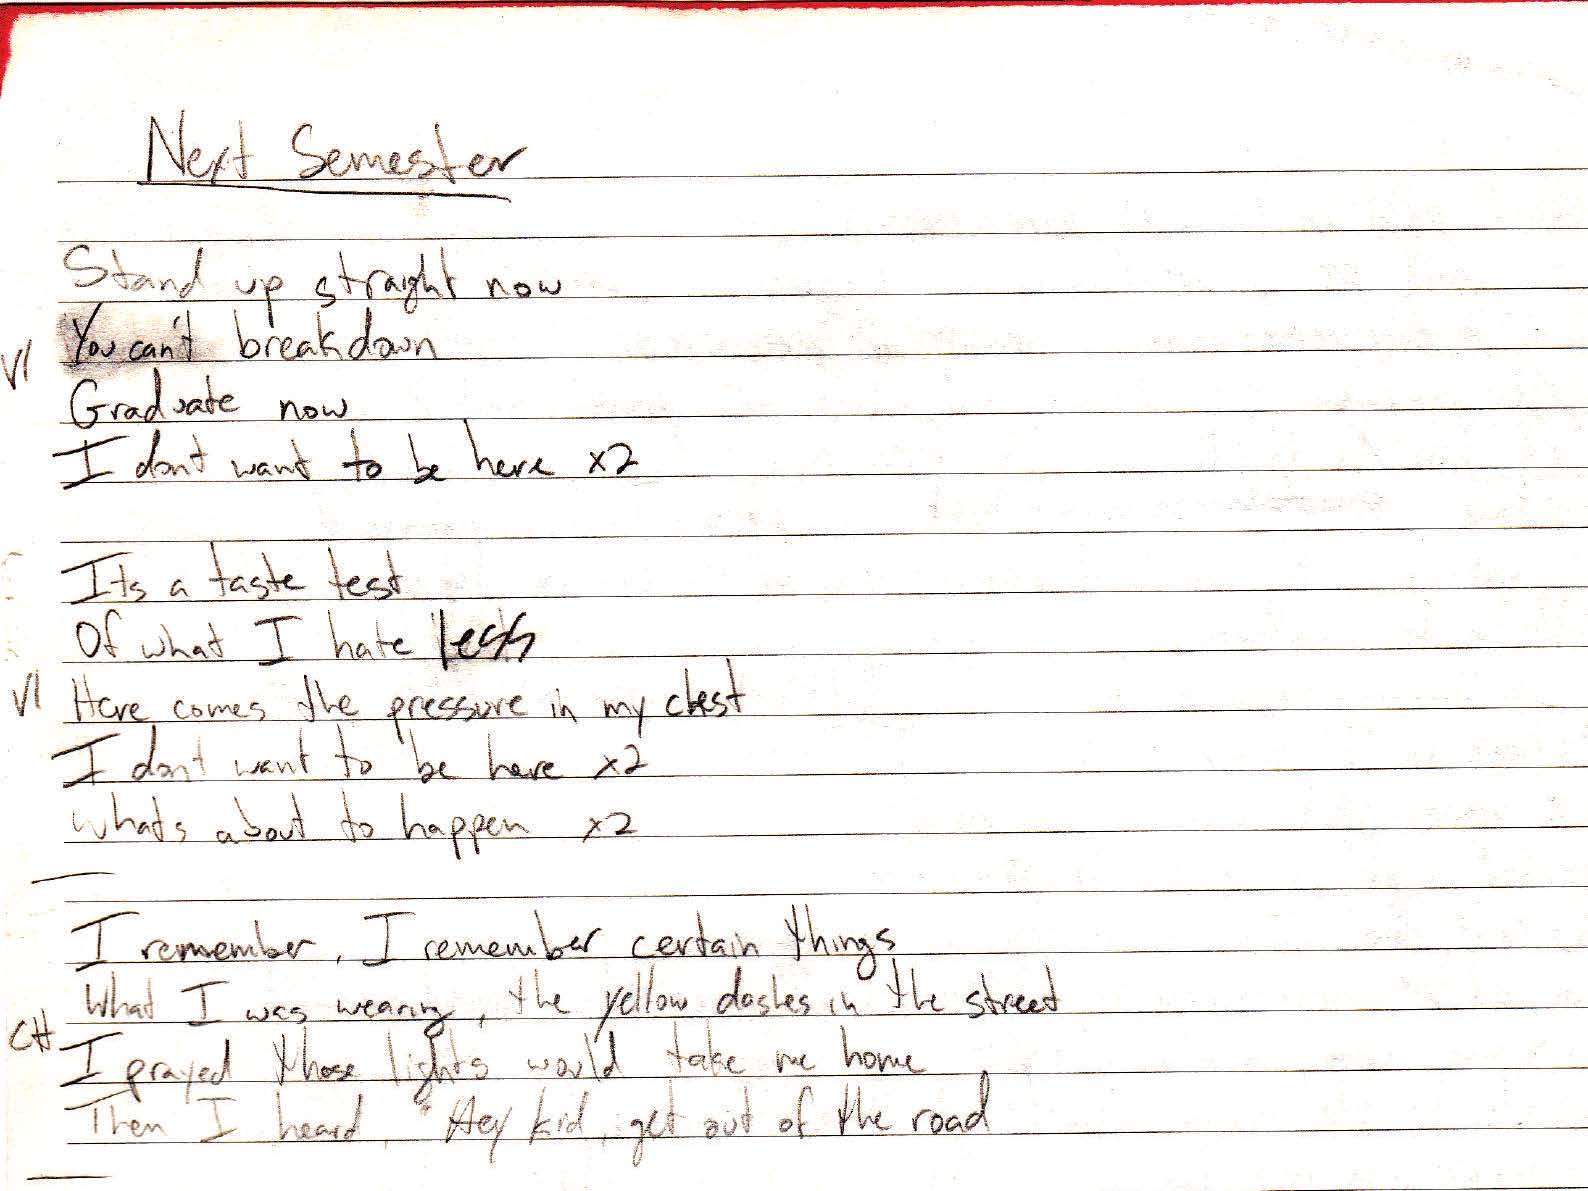 Next Semester
Stand up straight now
V1 You can't breakdown
Graduate now
I dont want to be here x2
Its a taste test
Of what I hate less
V1 Here comes the pressure in my chest
I dont want to be here x2
Whats about to happen x2
I remember, I remember certain things
What I was wearing, the yellow dashes in the street
CH I prayed those lights would take me home
Then I heard, "Hey kid, get out of the road